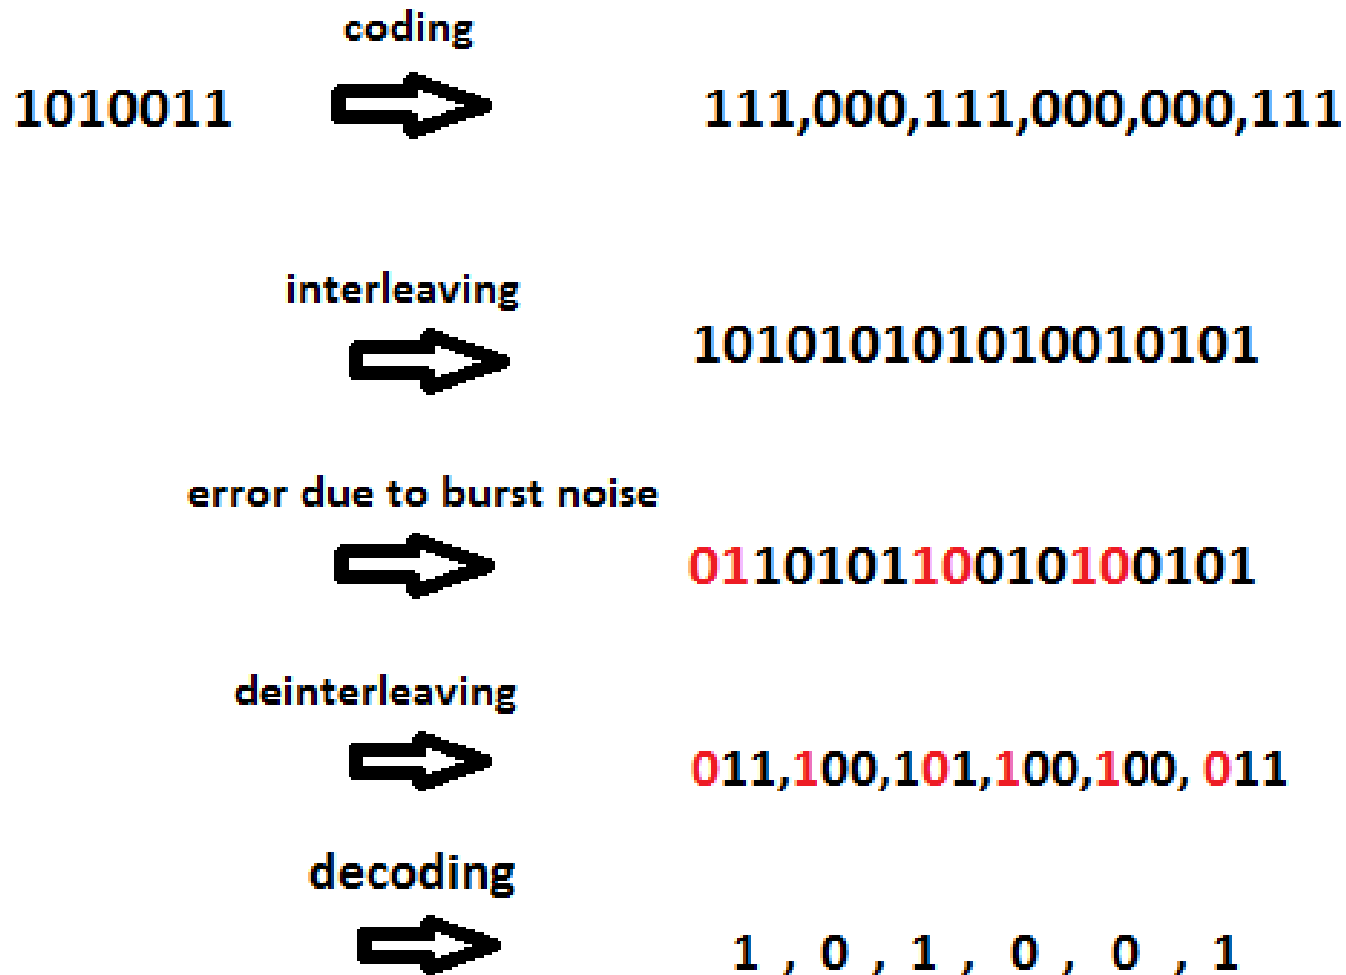 coding
1010011 111,000,111,000,000,111
interleaving
101010101010010101
error due to burst noise
011010110010100101
deinterleaving
011,100,101,100,100, 011
decoding
1 , 0 , 1 , 0 , 0 , 1